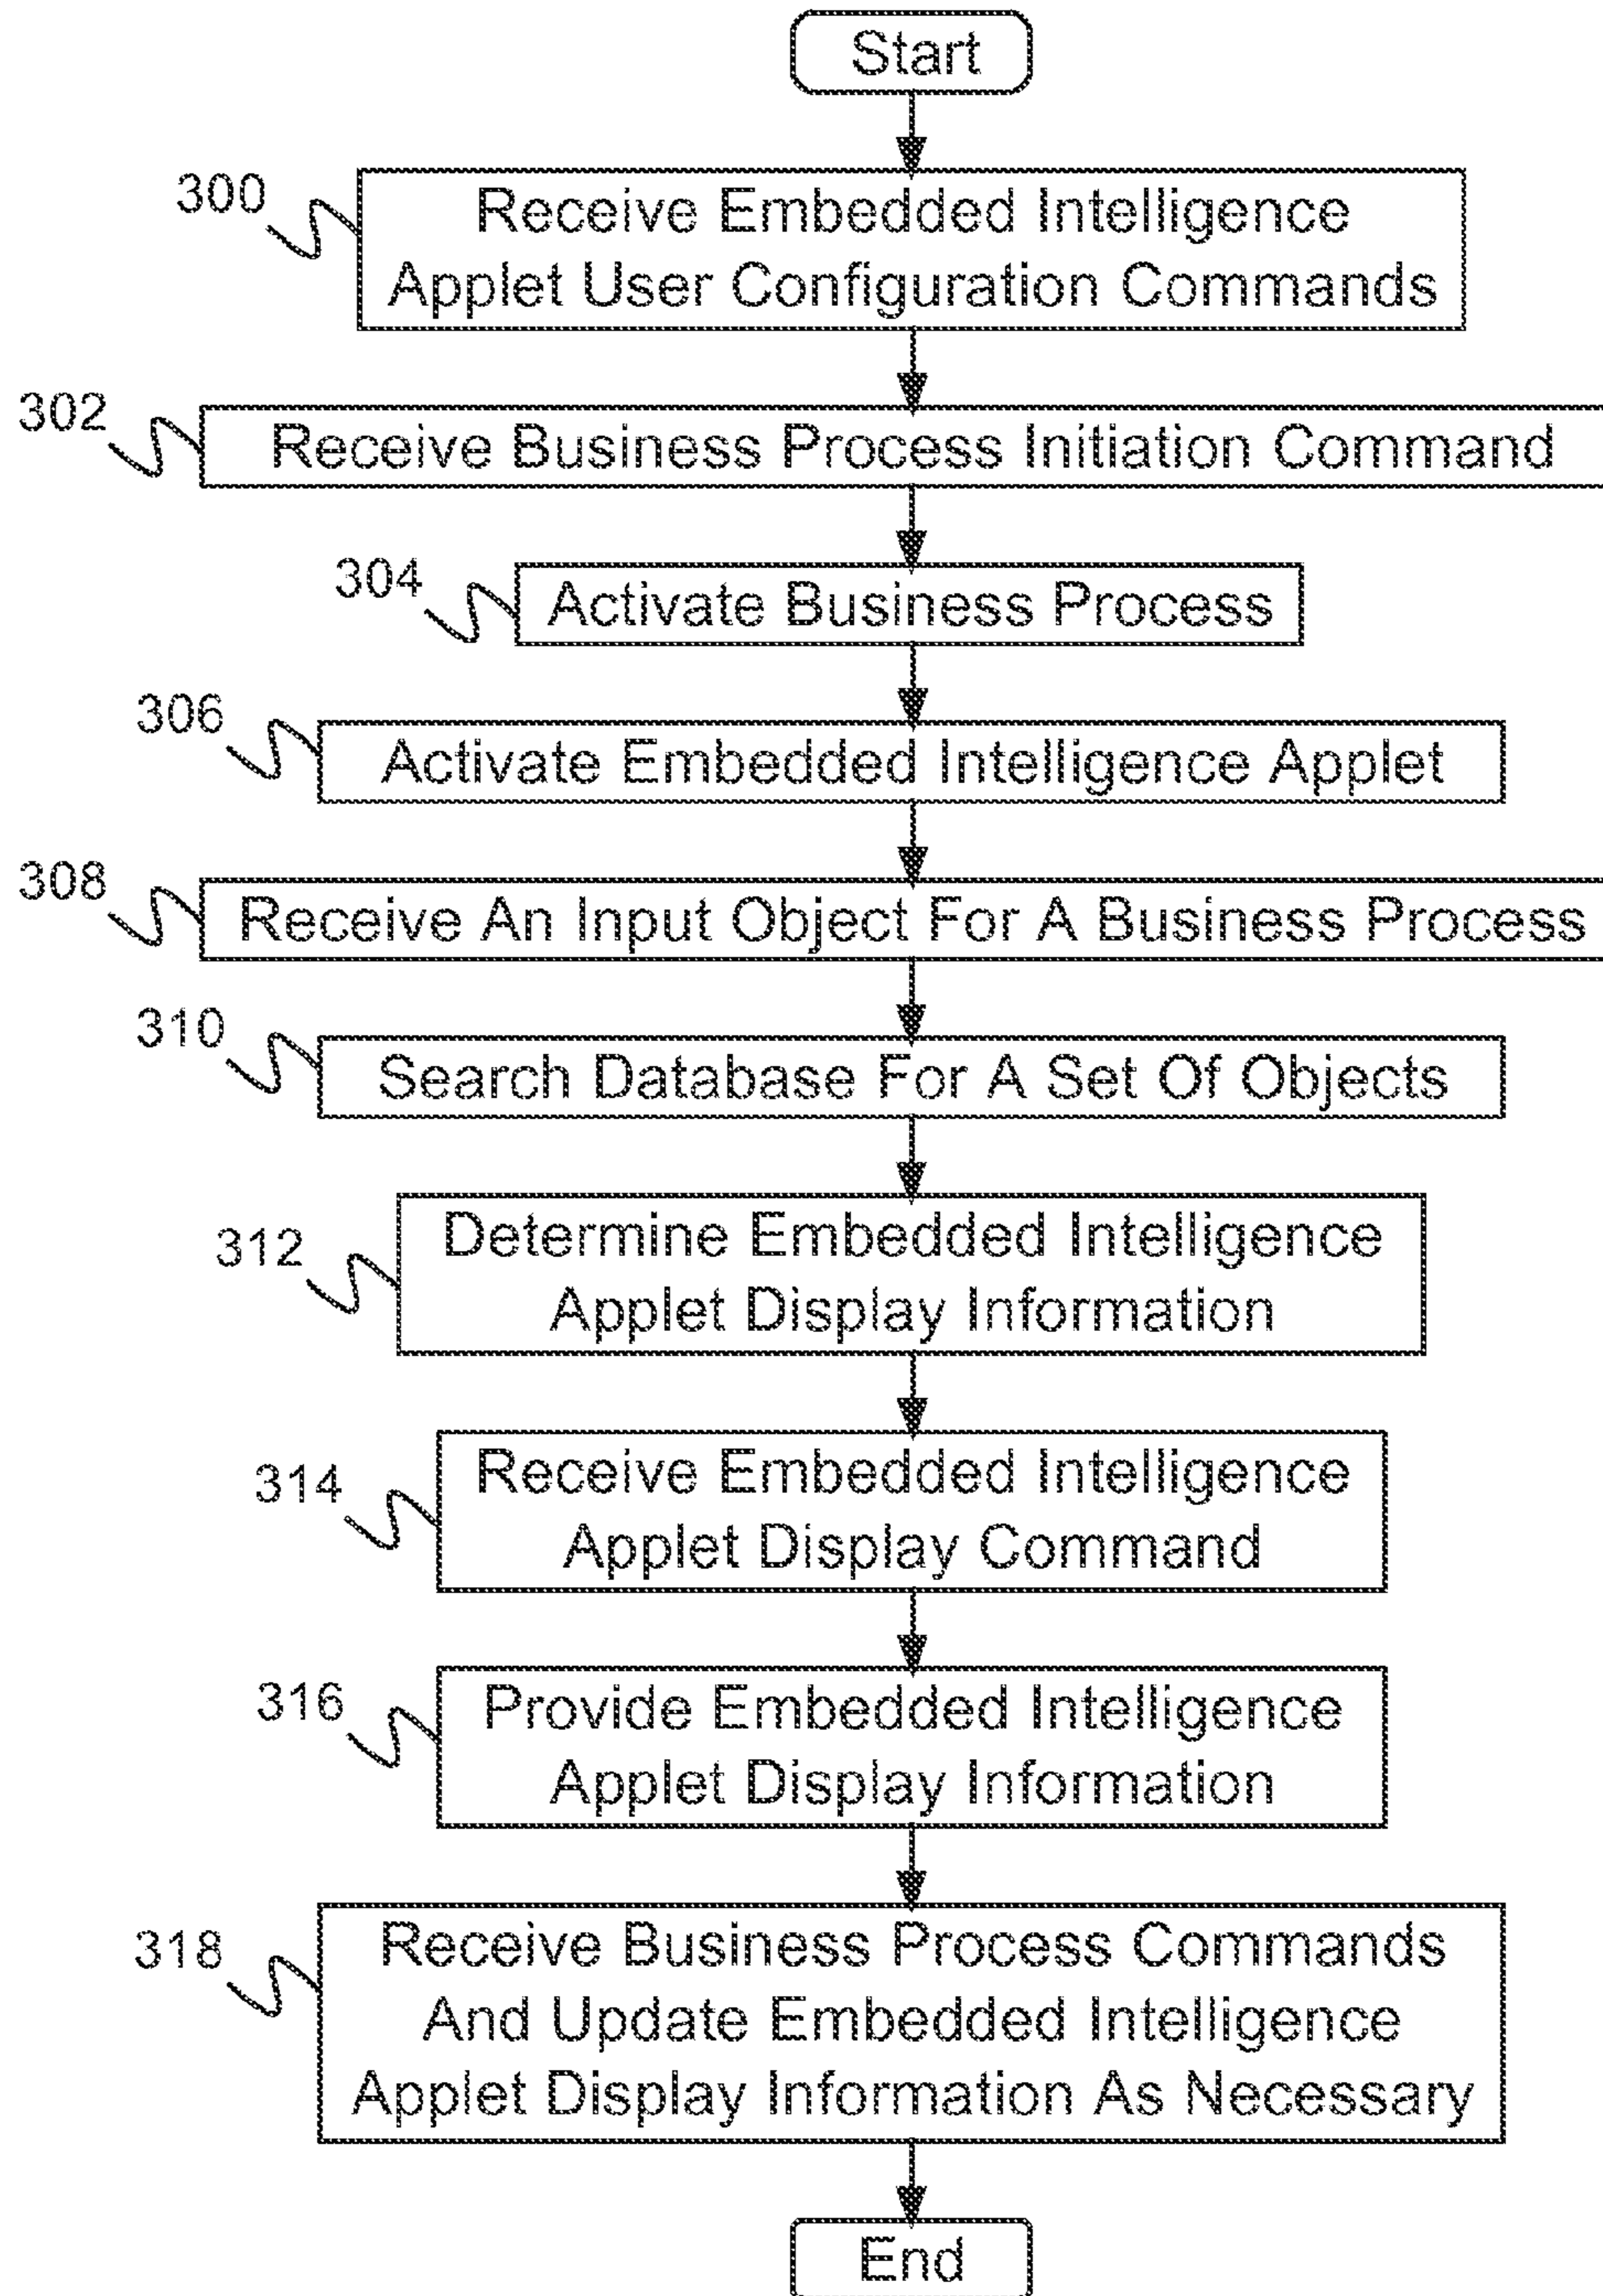 Start
300
Receive Embedded Intelligence
Applet User Configuration Commands
302
Receive Business Process Initiation Command
304
Activate Business Process
306
Activate Embedded Intelligence Applet
308
Receive An Input Object For A Business Process
310
Search Database For A Set Of Objects
312
Determine Embedded Intelligence
Applet Display Information
314
Receive Embedded Intelligence
Applet Display Command
316
Provide Embedded Intelligence
Applet Display Information
318
Receive Business Process Commands
And Update Embedded Intelligence
Applet Display Information As Necessary
End